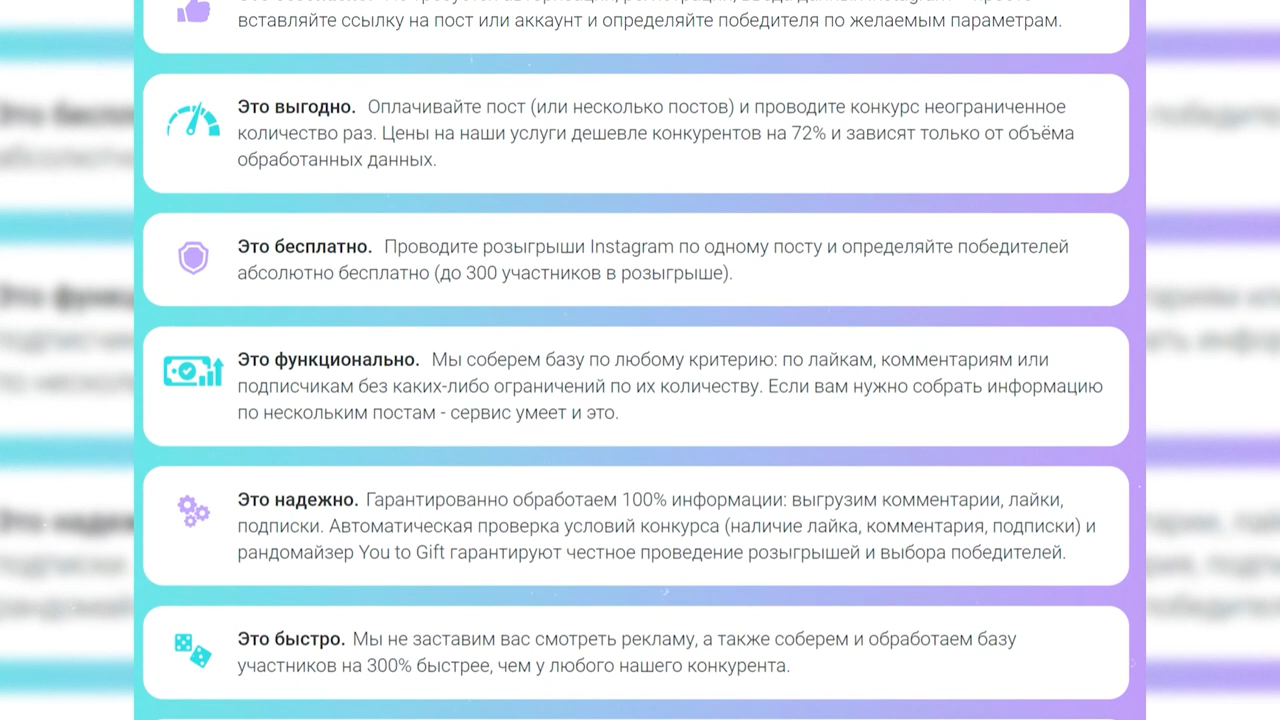 вставляйте ссылку на пост или аккаунт и определяйте победителя по желаемым параметрам.
Это выгодно. Оплачивайте пост (или несколько постов) и проводите конкурс неограниченное
количество раз. Цены на наши услуги дешевле конкурентов на 72% и зависят только от объёма
обработанных данных.
Это бесплатно. Проводите розыгрыши Instagram по одному посту и определяйте победителей
абсолютно бесплатно (до 300 участников в розыгрыше).
Это функционально. Мы соберем базу по любому критерию: по лайкам, комментариям или
подписчикам без каких-либо ограничений по их количеству. Если вам нужно собрать информацию
по нескольким постам - сервис умеет и это.
Это надежно. Гарантированно обработаем 100% информации: выгрузим комментарии, лайки,
подписки. Автоматическая проверка условий конкурса (наличие лайка, комментария, подписки) и
рандомайзер You to Gift гарантируют честное проведение розыгрышей и выбора победителей.
Это быстро. Мы не заставим вас смотреть рекламу, а также соберем и обработаем базу
участников на 300% быстрее, чем у любого нашего конкурента.